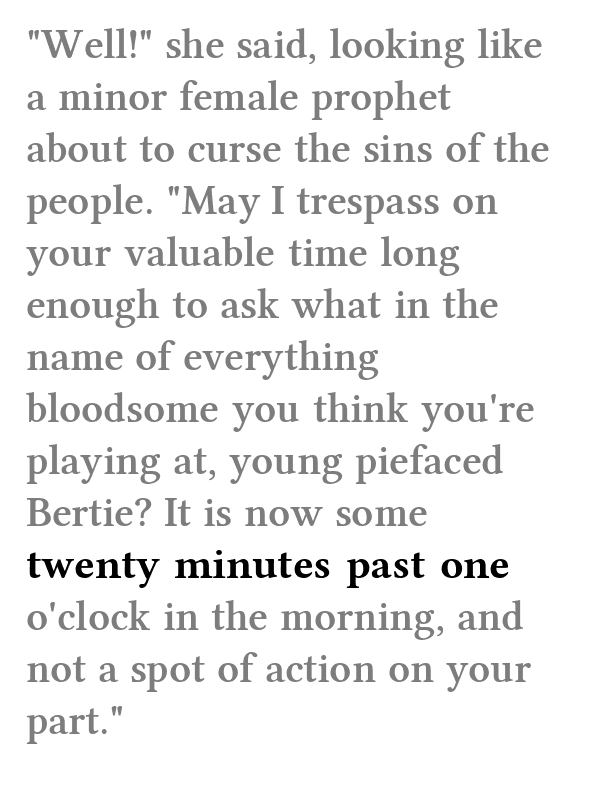 "Well!" she said, looking like
a minor female prophet
about to curse the sins of the
people. "May I trespass on
your valuable time long
enough to ask what in the
name of everything
bloodsome you think you're
playing at, young piefaced
Bertie? It is now some
twenty minutes past one
o'clock in the morning, and
not a spot of action on your
part."